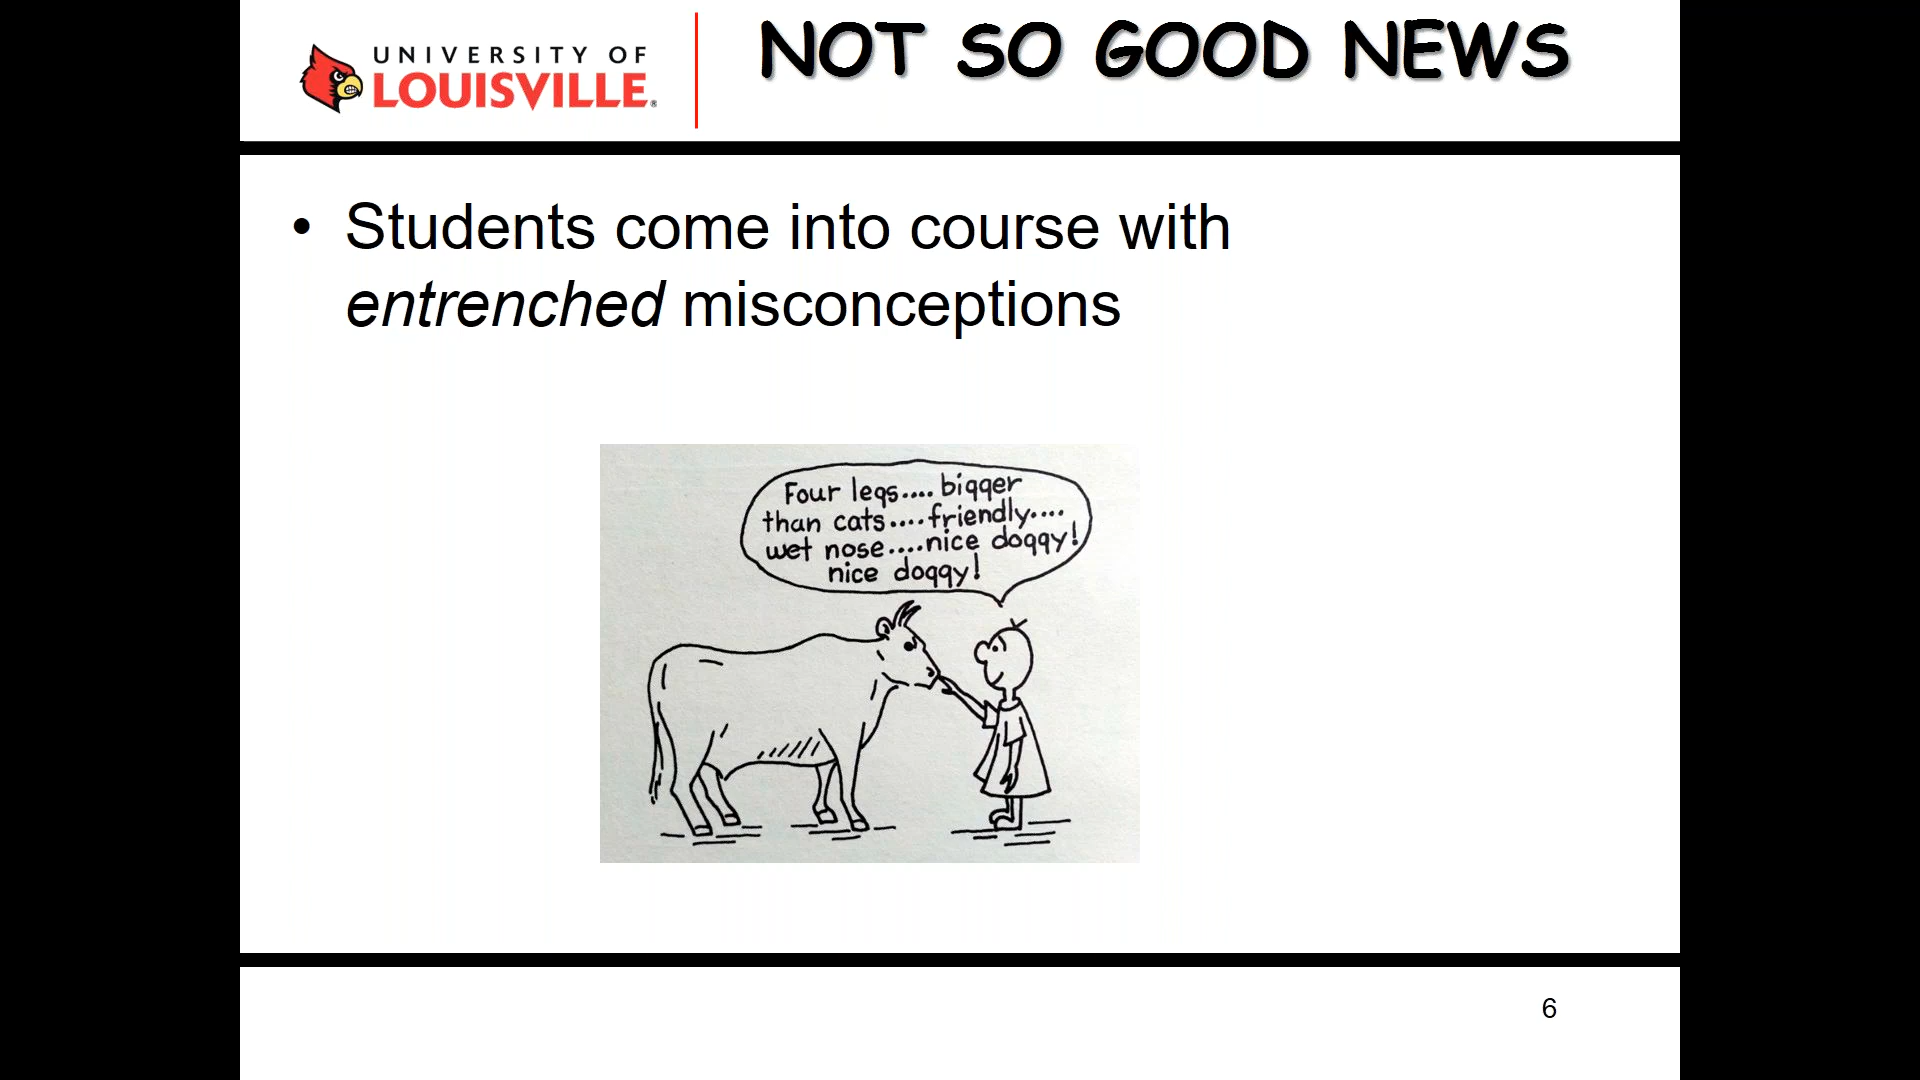 UNIVERSITY OF
LOUISVILLE®
NOT SO GOOD NEWS
• Students come into course with
entrenched misconceptions
Four legs.... bigger
than cats....friendly....
wet nose....nice doggy!
nice doggy!
6